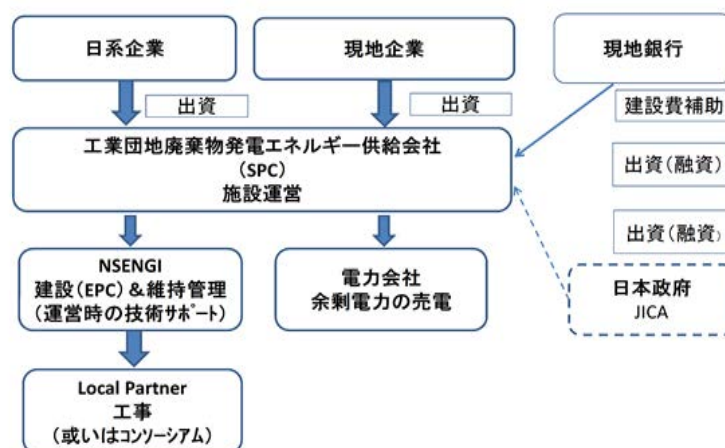 日系企業
現地企業
現地銀行
出資
出資
建設費補助
工業団地廃棄物発電エネルギー供給会社
(SPC)
施設運営
出資(融資)
出資(融資)
NSENGI
建設(EPC)&維持管理
(運営時の技術ｻﾎﾟｰﾄ)
電力会社
余剰電力の売電
日本政府
JICA
Local Partner
工事
(或いはｺﾝｿｰｼｱﾑ)